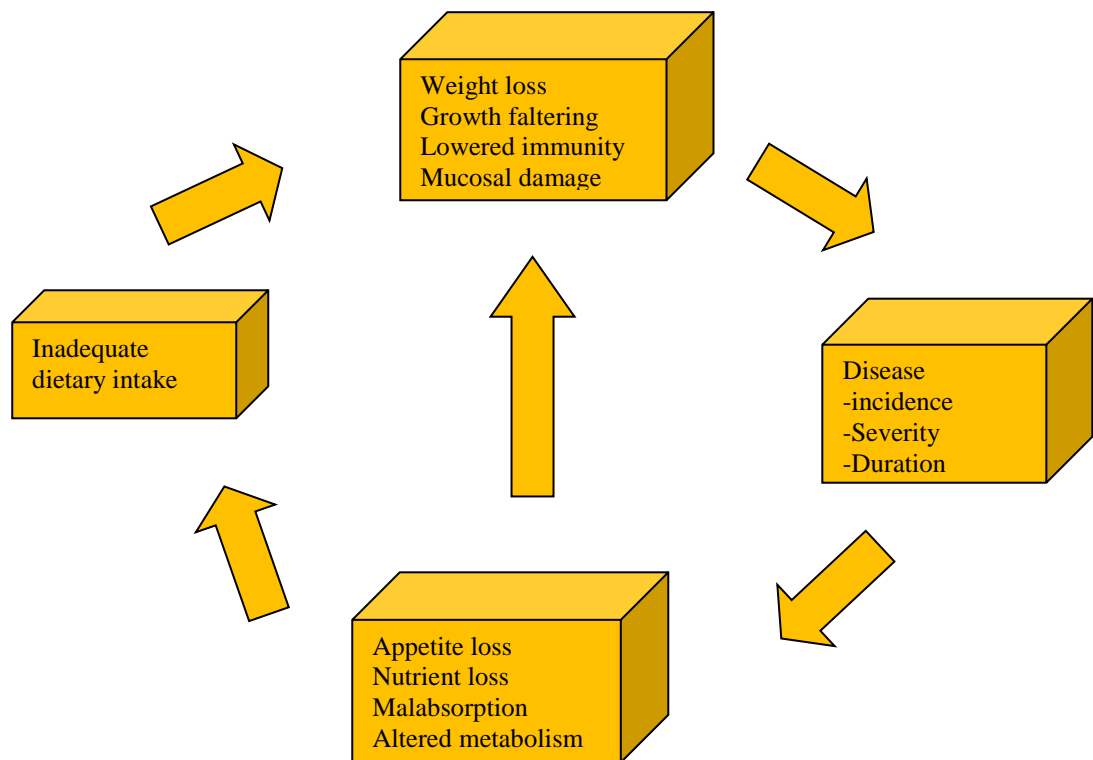 Weight loss
Growth faltering
Lowered immunity
Mucosal damage
Inadequate
dietary intake
Disease
-incidence
-Severity
-Duration
Appetite loss
Nutrient loss
Malabsorption
Altered metabolism